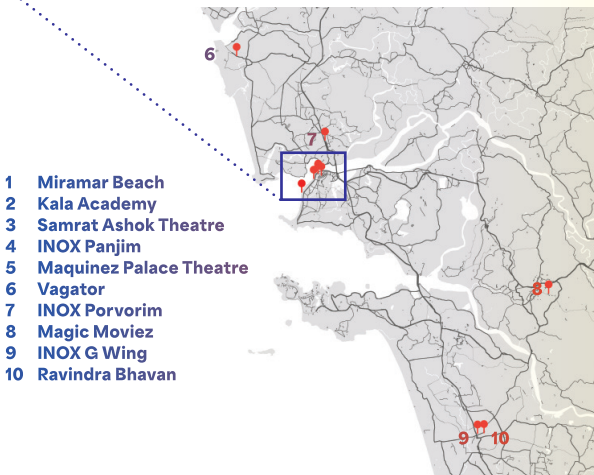 6
7
1 Miramar Beach
2 Kala Academy
3 Samrat Ashok Theatre
4 INOX Panjim
5 Maquinez Palace Theatre
6 Vagator
7 INOX Porvorim
8 Magic Moviez
9 INOX G Wing
10 Ravindra Bhavan
8
9 10